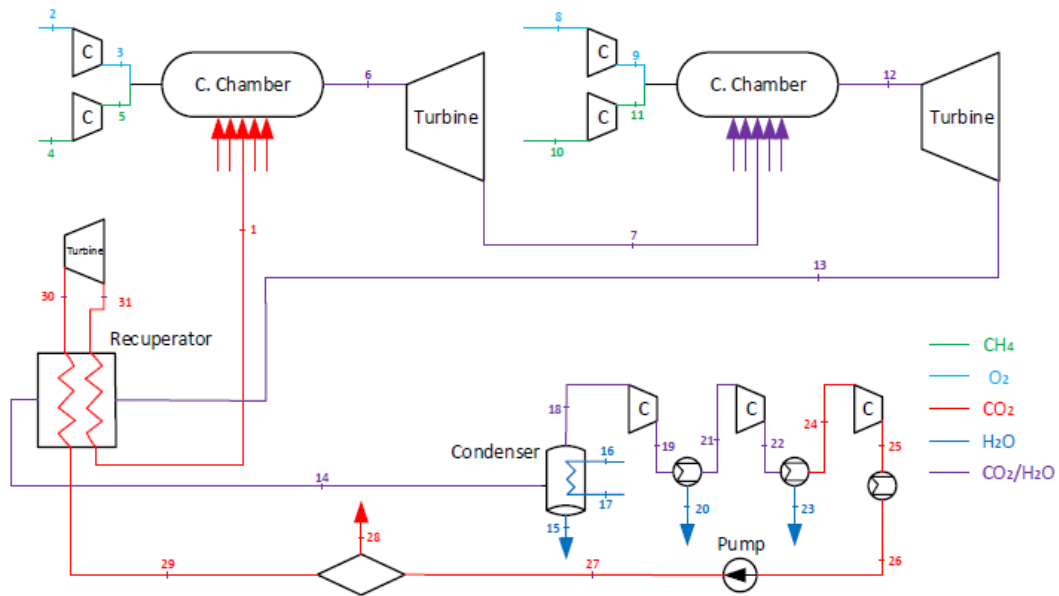 2
8
C
3
C
9
C. Chamber
6
C. Chamber
12
5
11
C
Turbine
C
Turbine
4
10
1
7
Turbine
13
30
31
Recuperator
CH₄
O₂
CO₂
H₂O
CO₂/H₂O
18
C
C
24
C
19
21
22
25
Condenser
16
14
17
15
20
23
28
Pump
29
27
26